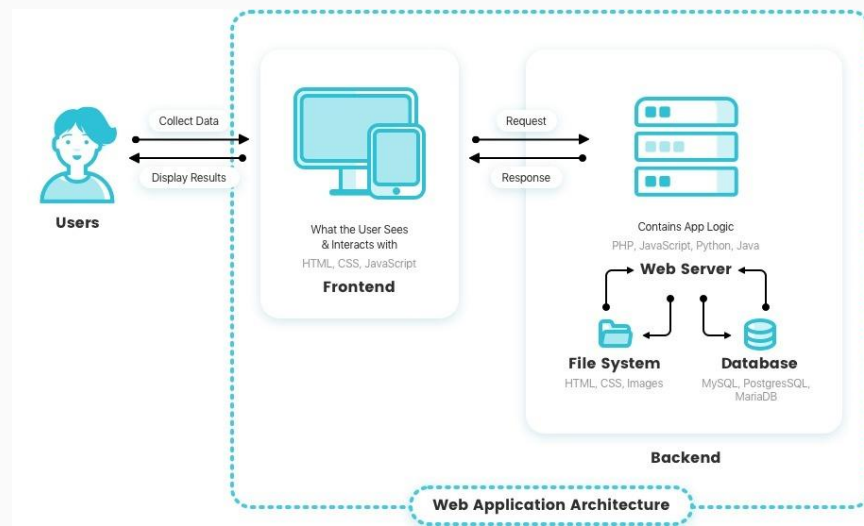 Collect Data
Display Results
Users
What the User Sees
& Interacts with
HTML, CSS, JavaScript
Frontend
Request
Response
Contains App Logic
PHP, JavaScript, Python, Java
Web Server
File System
HTML, CSS, Images
Database
MySQL, PostgresSQL,
MariaDB
Backend
Web Application Architecture